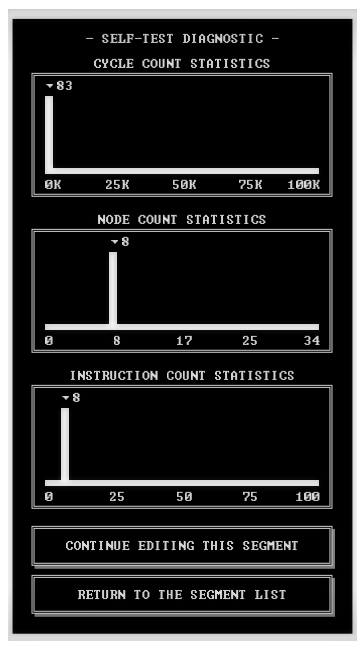 - SELF-TEST DIAGNOSTIC -
CYCLE COUNT STATISTICS
83
0K 25K 50K 75K 100K
NODE COUNT STATISTICS
8
0 8 17 25 34
INSTRUCTION COUNT STATISTICS
8
0 25 50 75 100
CONTINUE EDITING THIS SEGMENT
RETURN TO THE SEGMENT LIST